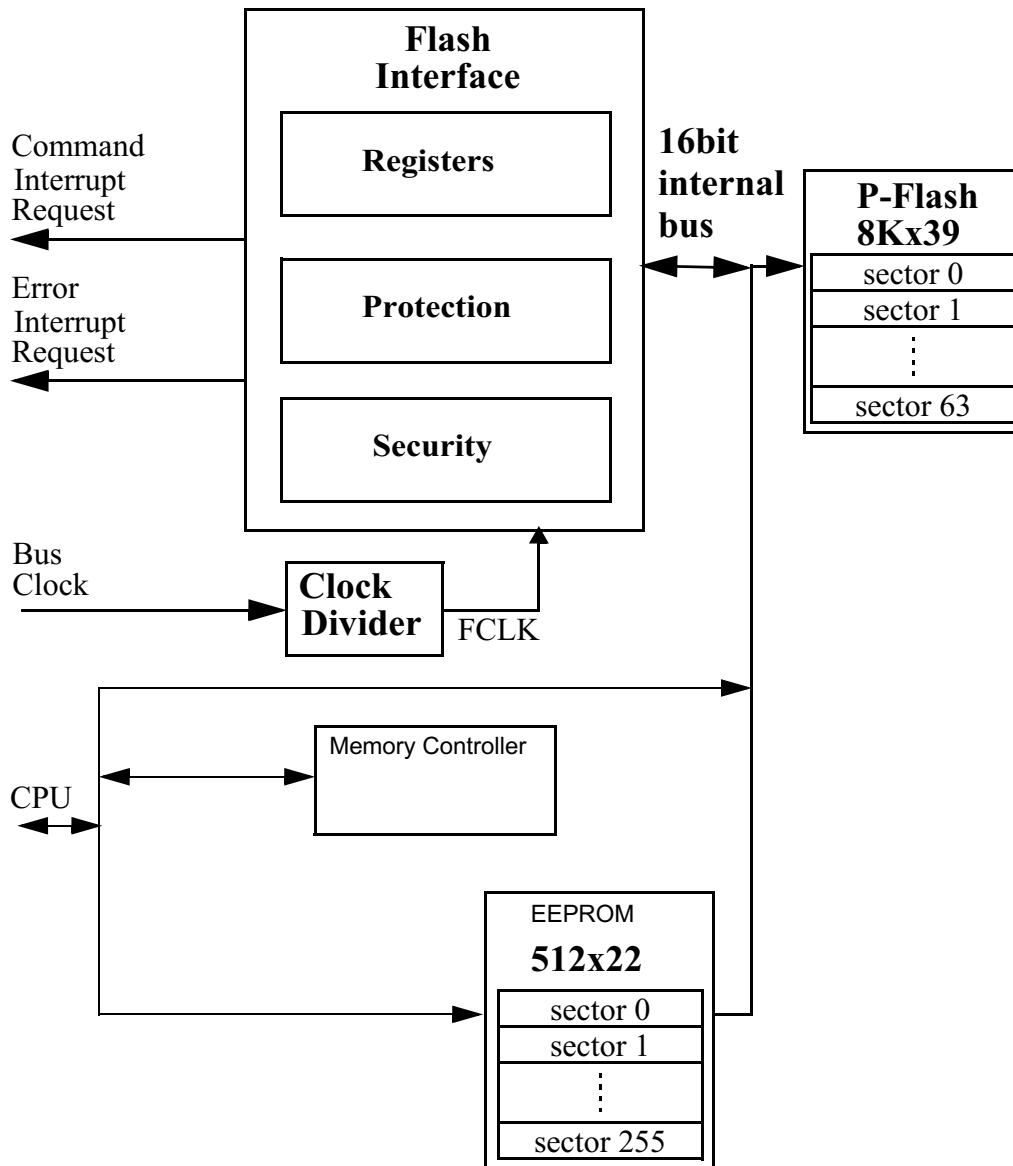 Flash
Interface
Registers
Protection
Security
Command
Interrupt
Request
Error
Interrupt
Request
16bit
internal
bus
P-Flash
8Kx39
sector 0
sector 1
sector 63
Bus
Clock
Clock
Divider
FCLK
Memory Controller
CPU
EEPROM
512x22
sector 0
sector 1
sector 255